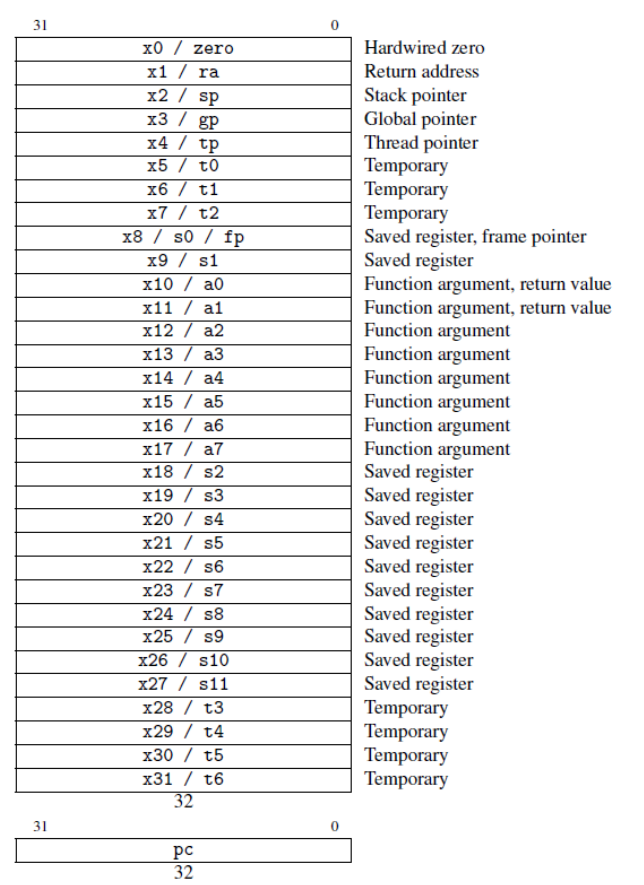 31 0
x0 / zero Hardwired zero
x1 / ra Return address
x2 / sp Stack pointer
x3 / gp Global pointer
x4 / tp Thread pointer
x5 / t0 Temporary
x6 / t1 Temporary
x7 / t2 Temporary
x8 / s0 / fp Saved register, frame pointer
x9 / s1 Saved register
x10 / a0 Function argument, return value
x11 / a1 Function argument, return value
x12 / a2 Function argument
x13 / a3 Function argument
x14 / a4 Function argument
x15 / a5 Function argument
x16 / a6 Function argument
x17 / a7 Function argument
x18 / s2 Saved register
x19 / s3 Saved register
x20 / s4 Saved register
x21 / s5 Saved register
x22 / s6 Saved register
x23 / s7 Saved register
x24 / s8 Saved register
x25 / s9 Saved register
x26 / s10 Saved register
x27 / s11 Saved register
x28 / t3 Temporary
x29 / t4 Temporary
x30 / t5 Temporary
x31 / t6 Temporary
32
31 0
pc
32